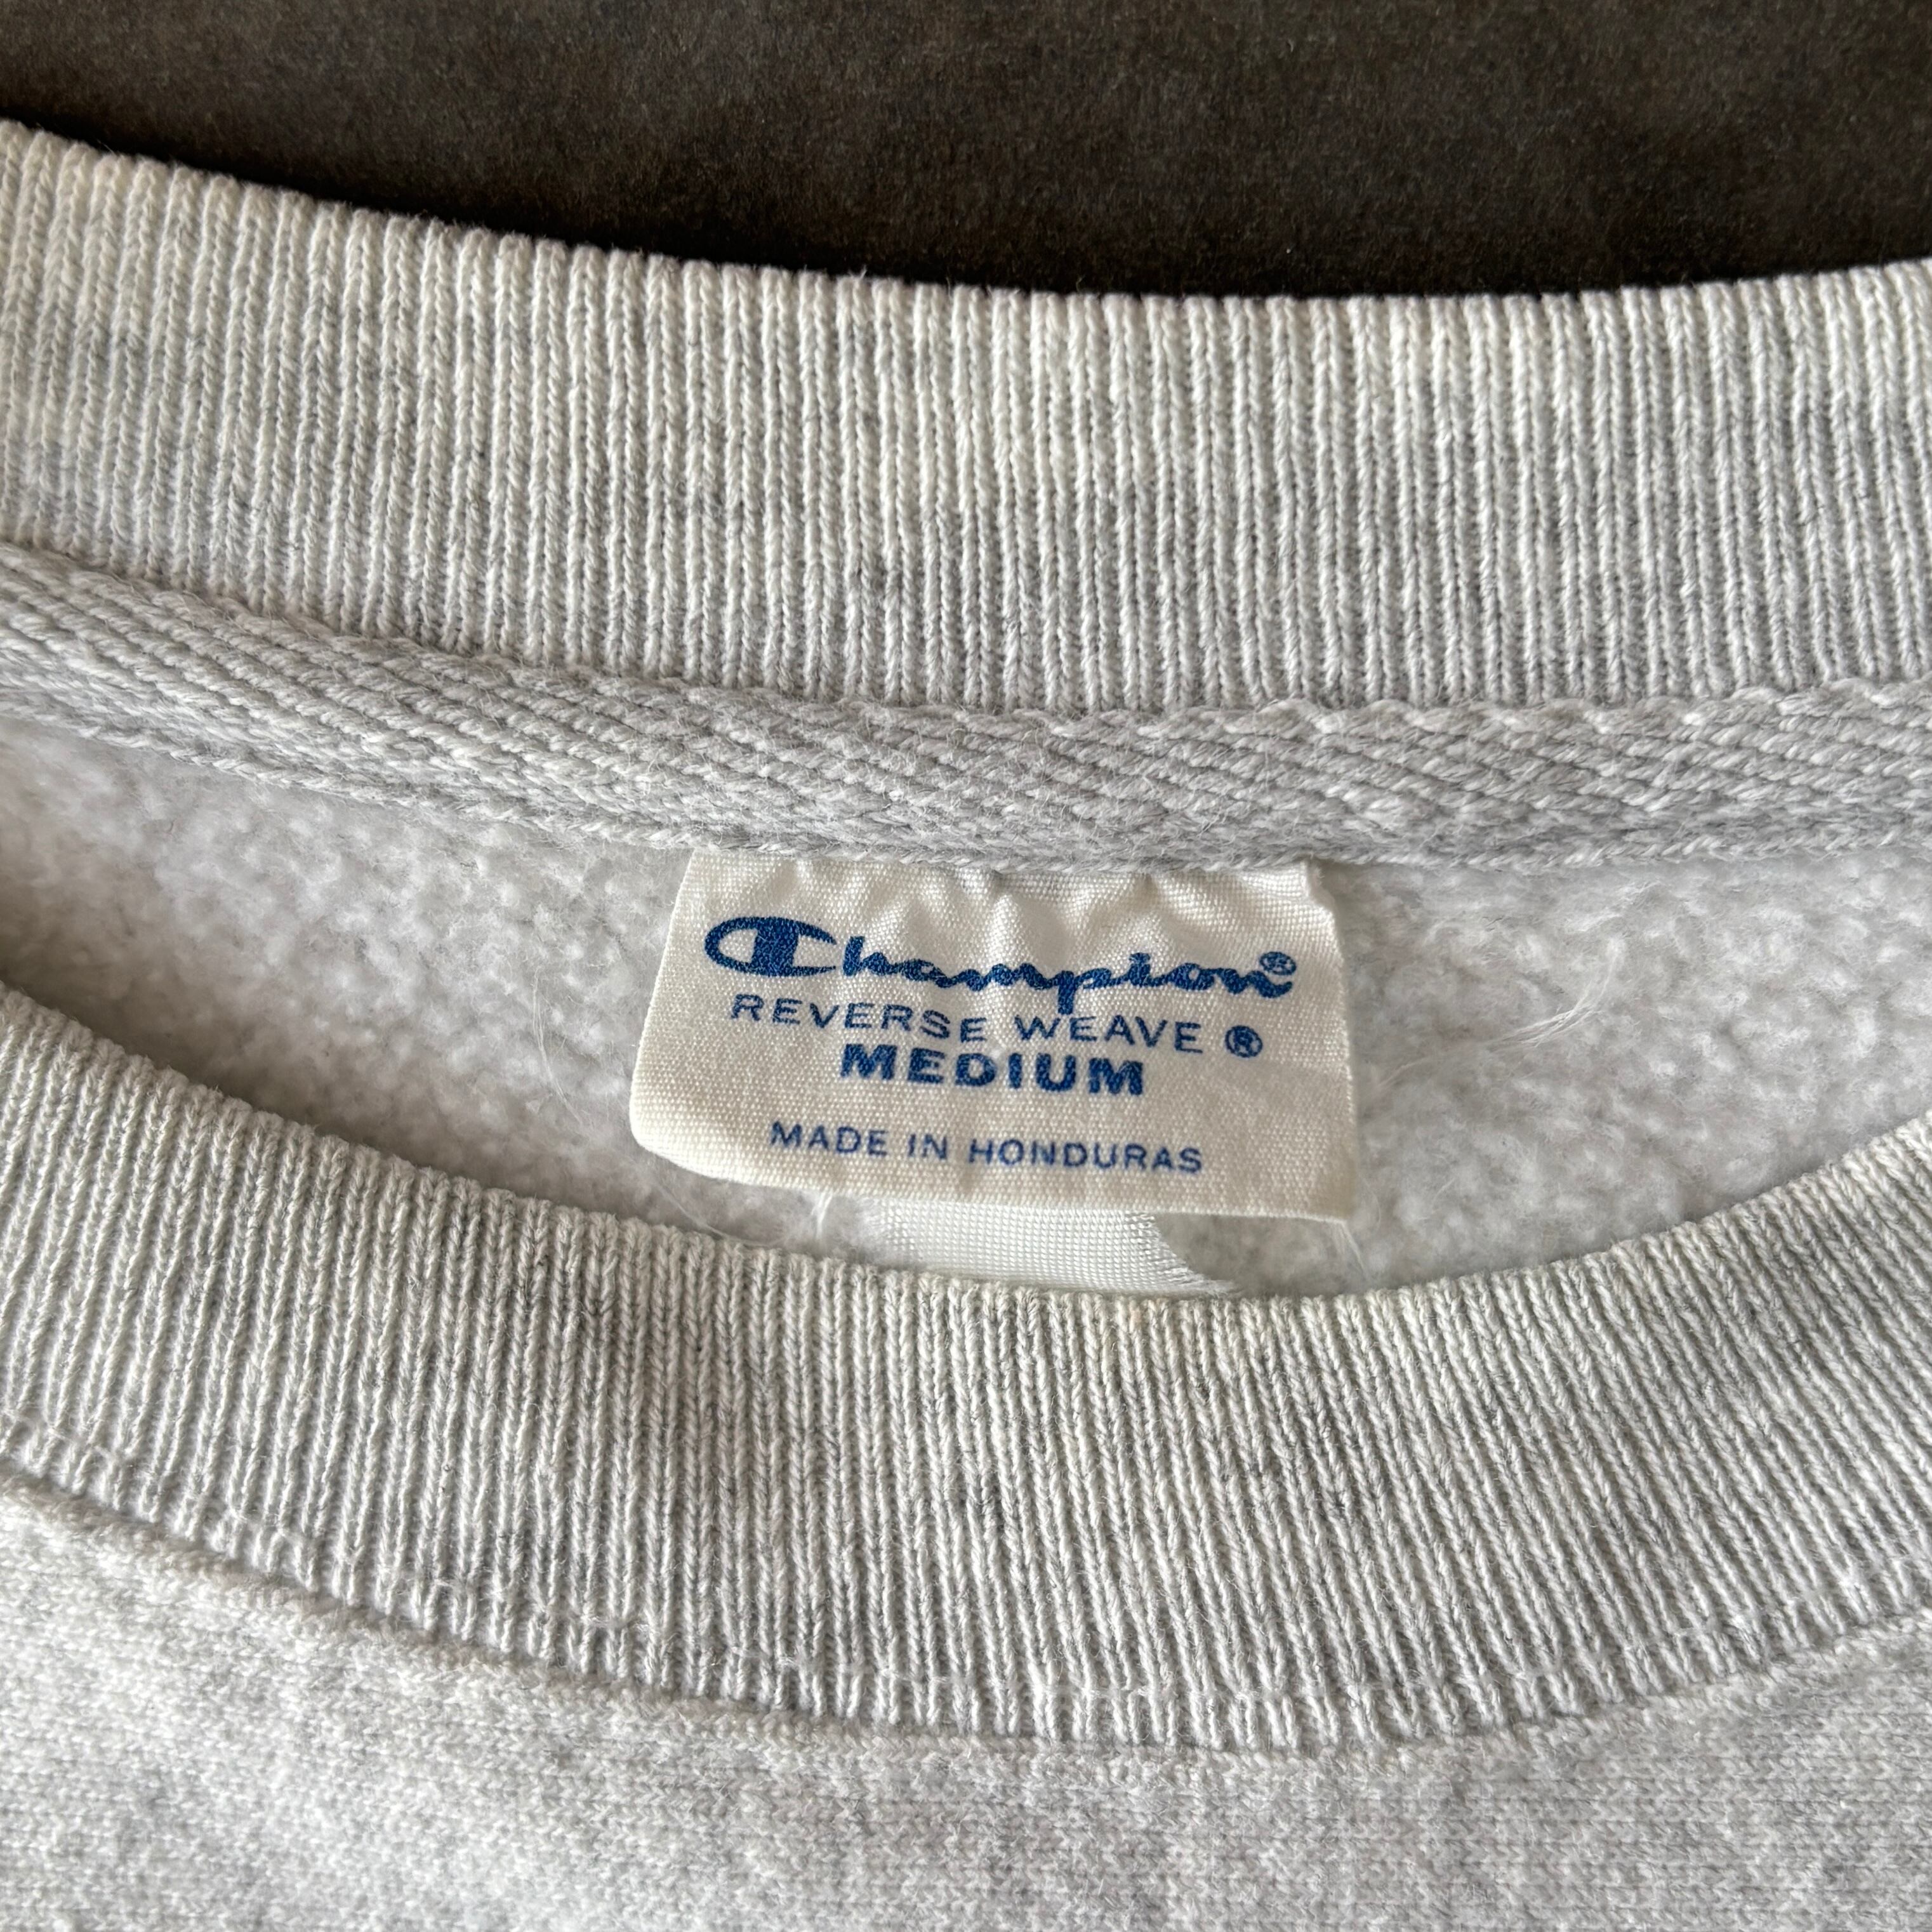 Champion®
REVERSE WEAVE ®
MEDIUM
MADE IN HONDURAS